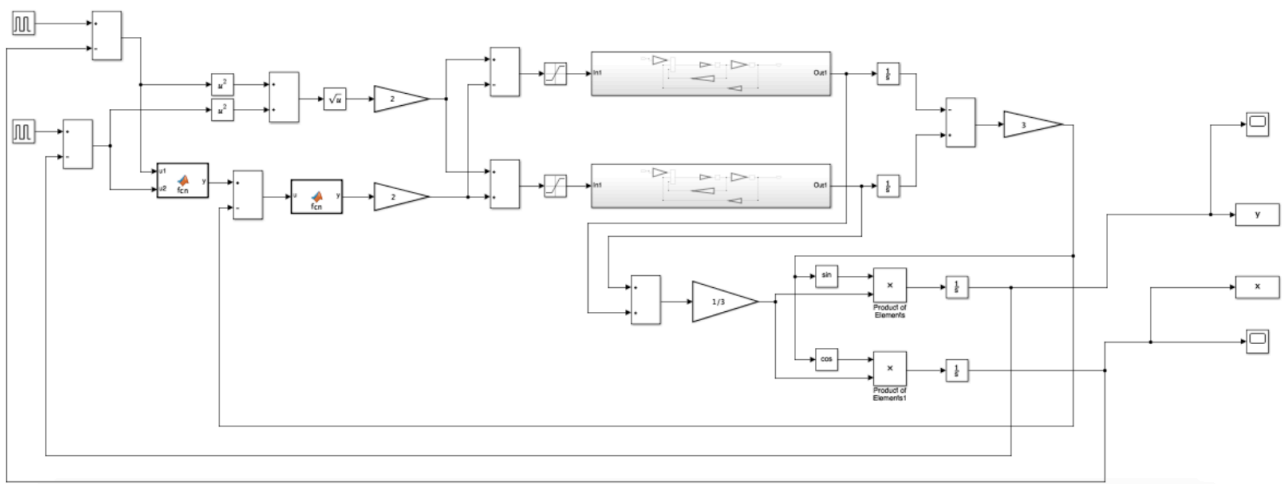 u²
u²
√u
2
In1
Out1
1
s
3
u1
u2
fcn
y
u
fcn
y
2
In1
Out1
1
s
y
sin
×
Product of
Elements
1
s
1/3
x
cos
×
Product of
Elements1
1
s